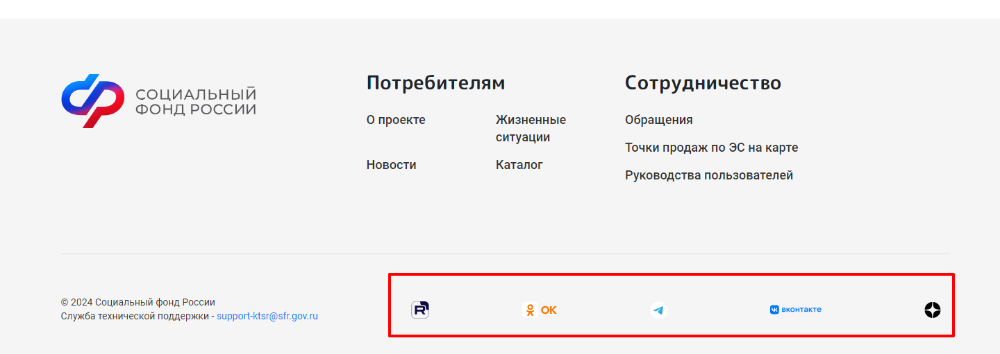 СОЦИАЛЬНЫЙ
ФОНД РОССИИ
Потребителям
О проекте
Жизненные
ситуации
Новости
Каталог
Сотрудничество
Обращения
Точки продаж по ЭС на карте
Руководства пользователей
© 2024 Социальный фонд России
Служба технической поддержки - support-ktsr@sfr.gov.ru
R
ОК
вконтакте